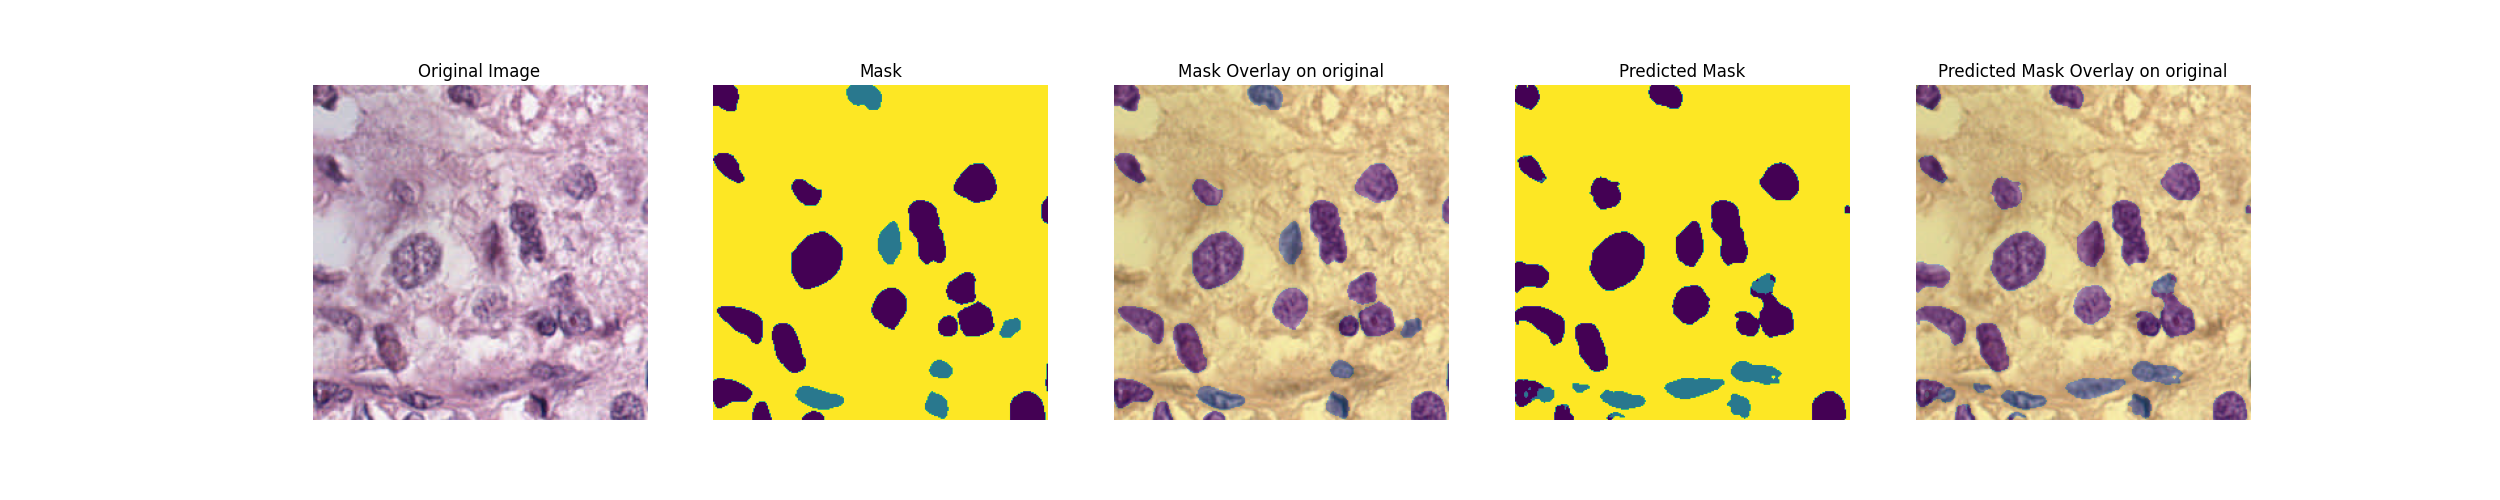 Original Image
Mask
Mask Overlay on original
Predicted Mask
Predicted Mask Overlay on original